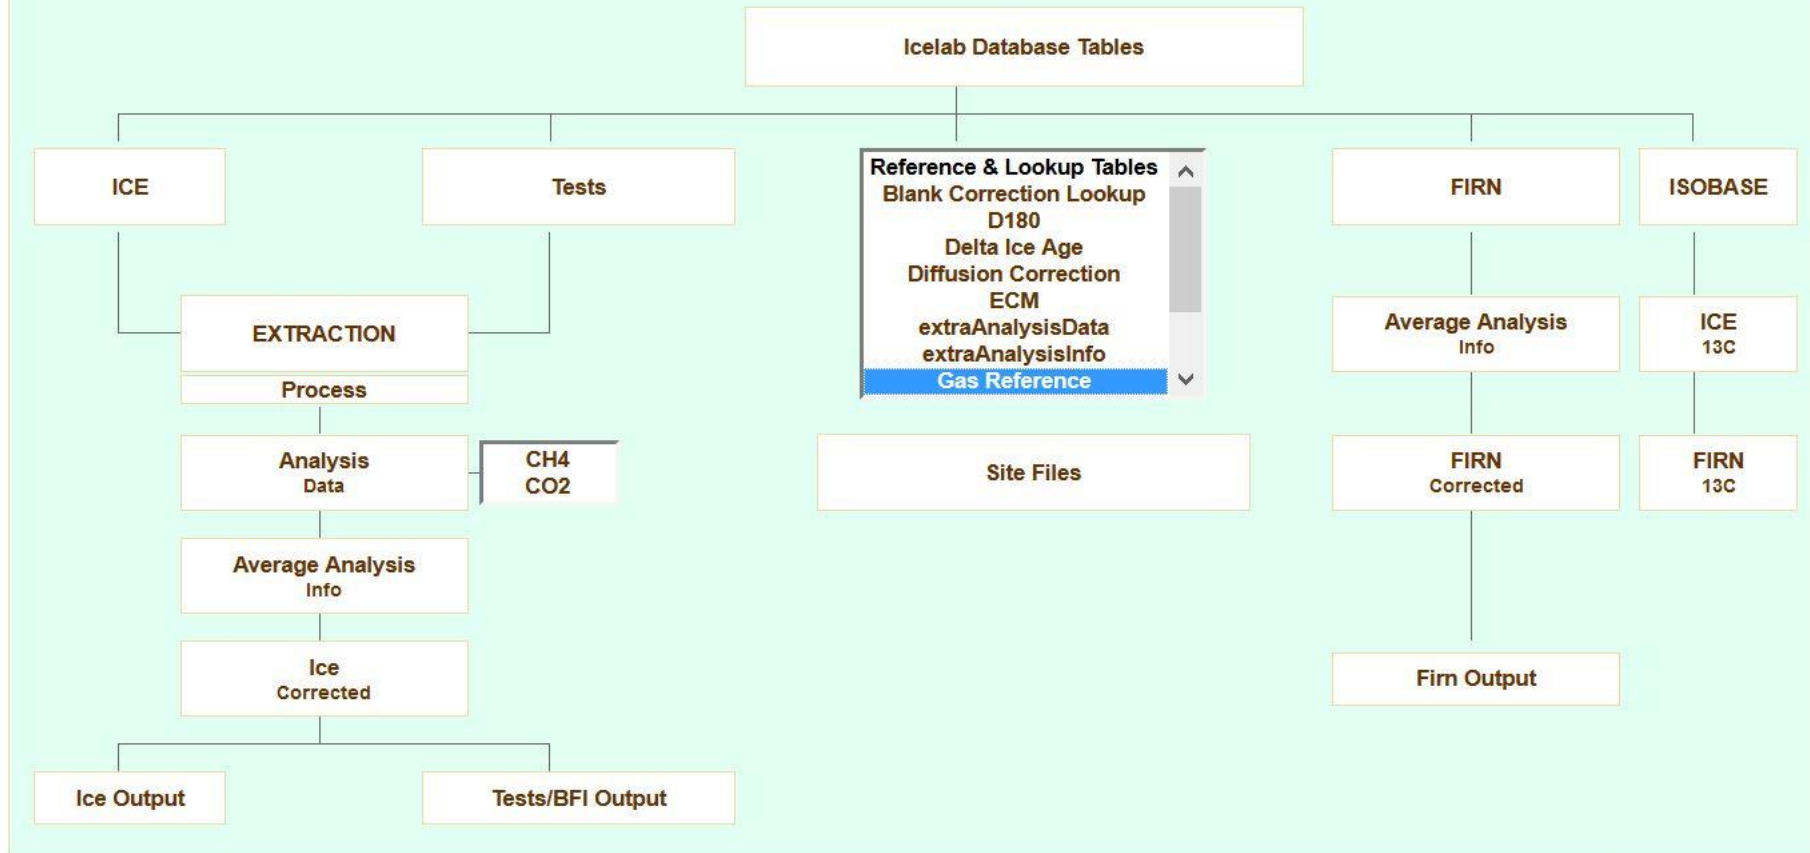 Icelab Database Tables
ICE
Tests
Reference & Lookup Tables
Blank Correction Lookup
D180
Delta Ice Age
Diffusion Correction
ECM
extraAnalysisData
extraAnalysisInfo
Gas Reference
FIRN
ISOBASE
EXTRACTION
Process
Average Analysis
Info
ICE
13C
Analysis
Data
CH4
CO2
Site Files
FIRN
Corrected
FIRN
13C
Average Analysis
Info
Ice
Corrected
Firn Output
Ice Output
Tests/BFI Output